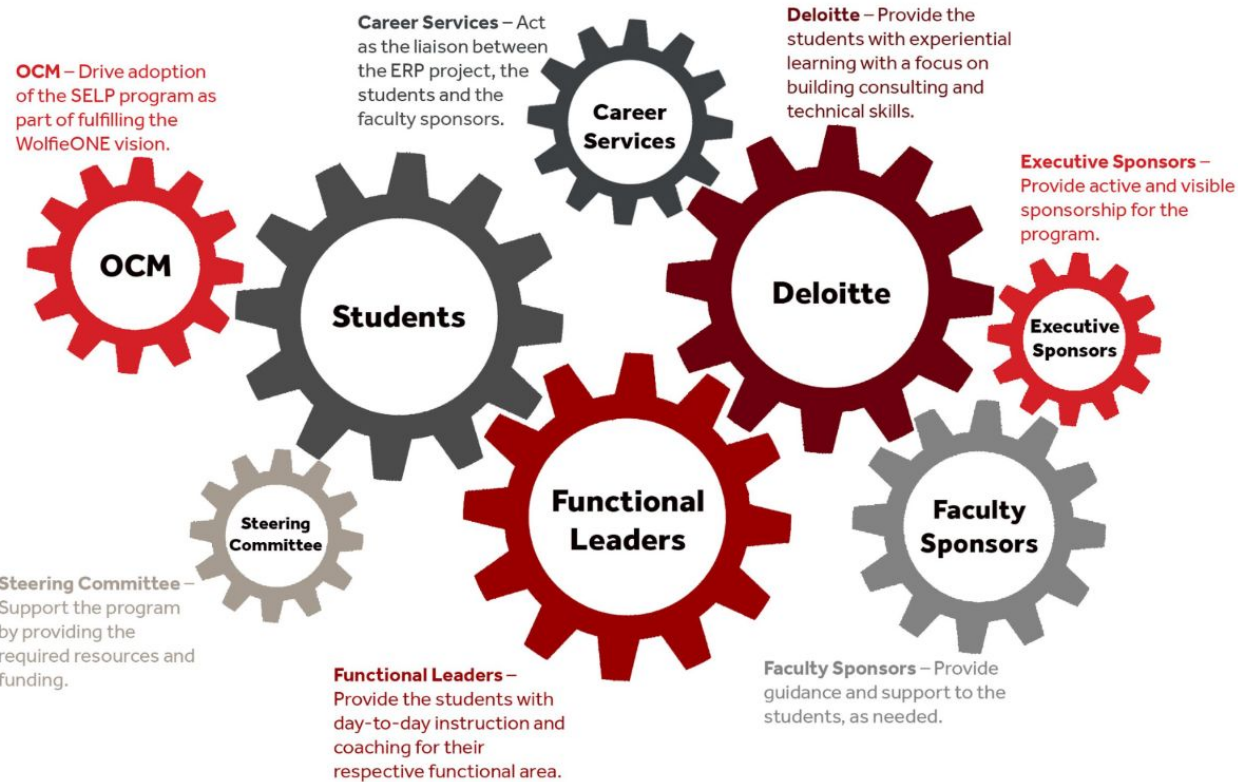 Career Services – Act
as the liaison between
the ERP project, the
students and the
faculty sponsors.
Deloitte – Provide the
students with experiential
learning with a focus on
building consulting and
technical skills.
OCM – Drive adoption
of the SELP program as
part of fulfilling the
WolfieONE vision.
Career
Services
Executive Sponsors –
Provide active and visible
sponsorship for the
program.
OCM
Students
Deloitte
Executive
Sponsors
Steering
Committee
Functional
Leaders
Faculty
Sponsors
Steering Committee –
Support the program
by providing the
required resources and
funding.
Functional Leaders –
Provide the students with
day-to-day instruction and
coaching for their
respective functional area.
Faculty Sponsors – Provide
guidance and support to the
students, as needed.